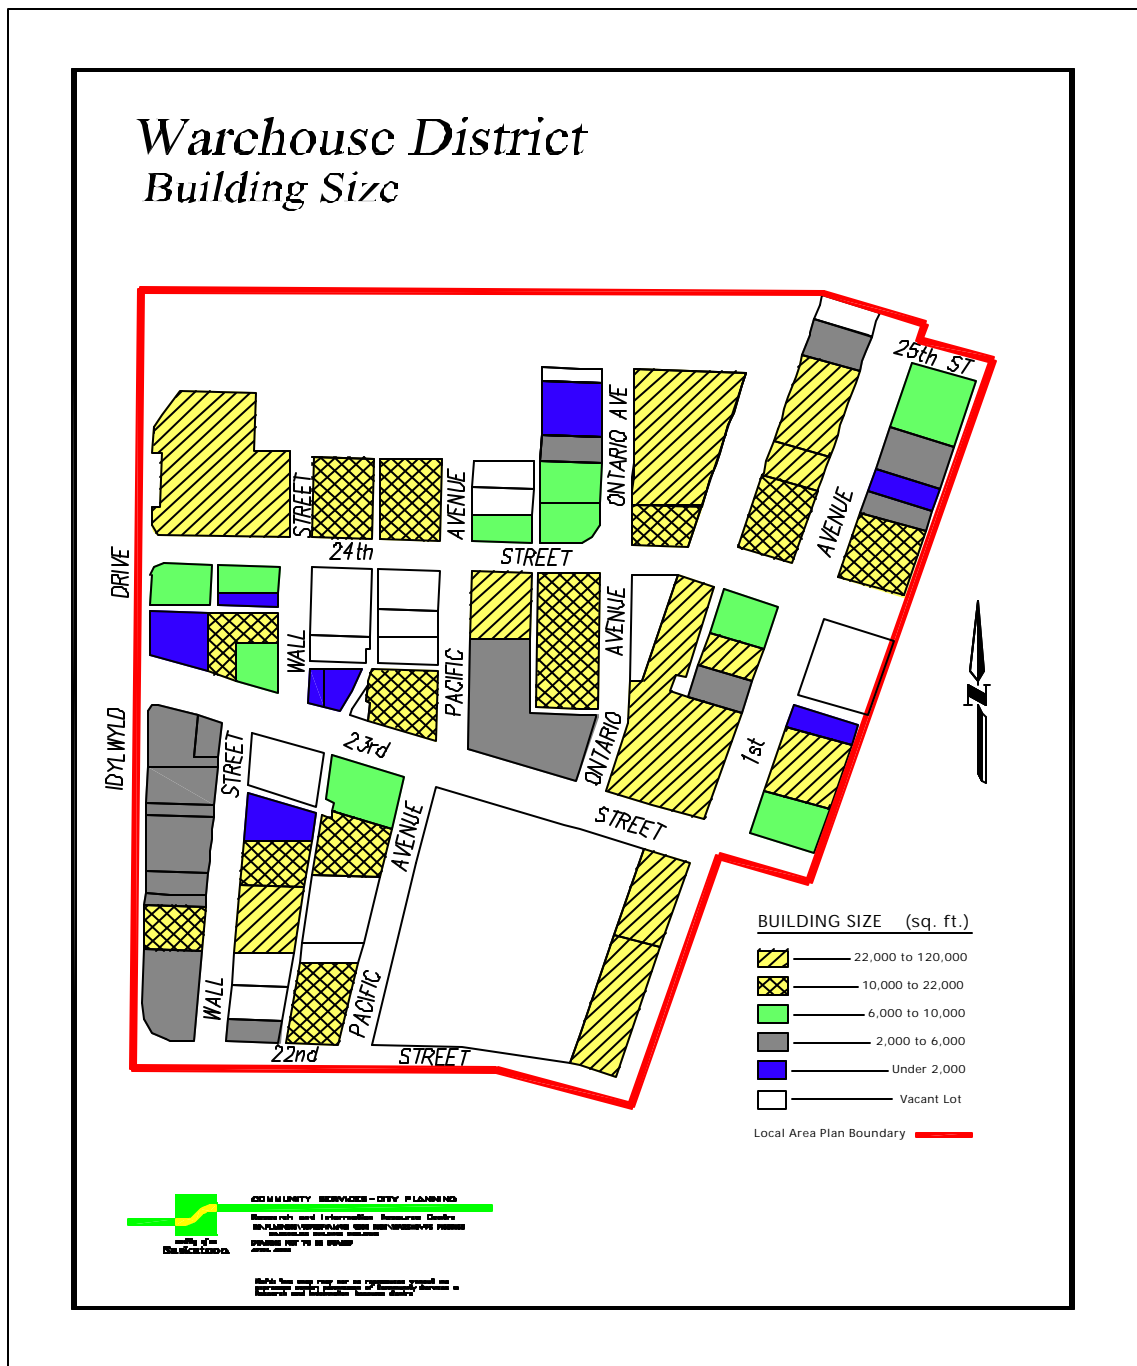 Warehouse District
Building Size
25th ST
ONTARIO AVE
STREET
AVENUE
AVENUE
24th
STREET
DRIVE
AVENUE
WALL
PACIFIC
ONTARIO
IDYLWYLD
STREET
23rd
1st
AVENUE
STREET
WALL
PACIFIC
22nd
STREET
BUILDING SIZE (sq. ft.)
22,000 to 120,000
10,000 to 22,000
6,000 to 10,000
2,000 to 6,000
Under 2,000
Vacant Lot
Local Area Plan Boundary
N
COMMUNITY SERVICES-CITY PLANNING
Research and Information Resource Centre
Saskatoon